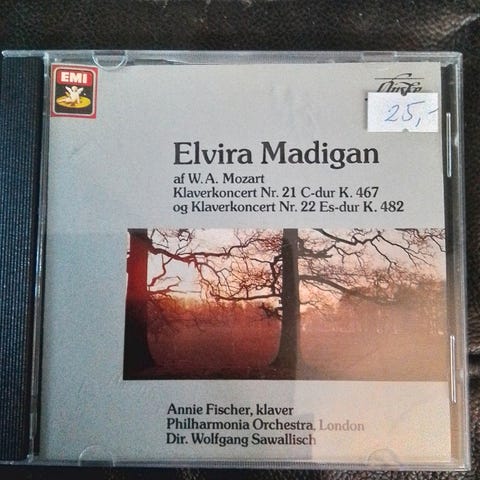 EMI
25,-
Elvira Madigan
af W. A. Mozart
Klaverkoncert Nr. 21 C-dur K. 467
og Klaverkoncert Nr. 22 Es-dur K. 482
Annie Fischer, klaver
Philharmonia Orchestra, London
Dir. Wolfgang Sawallisch